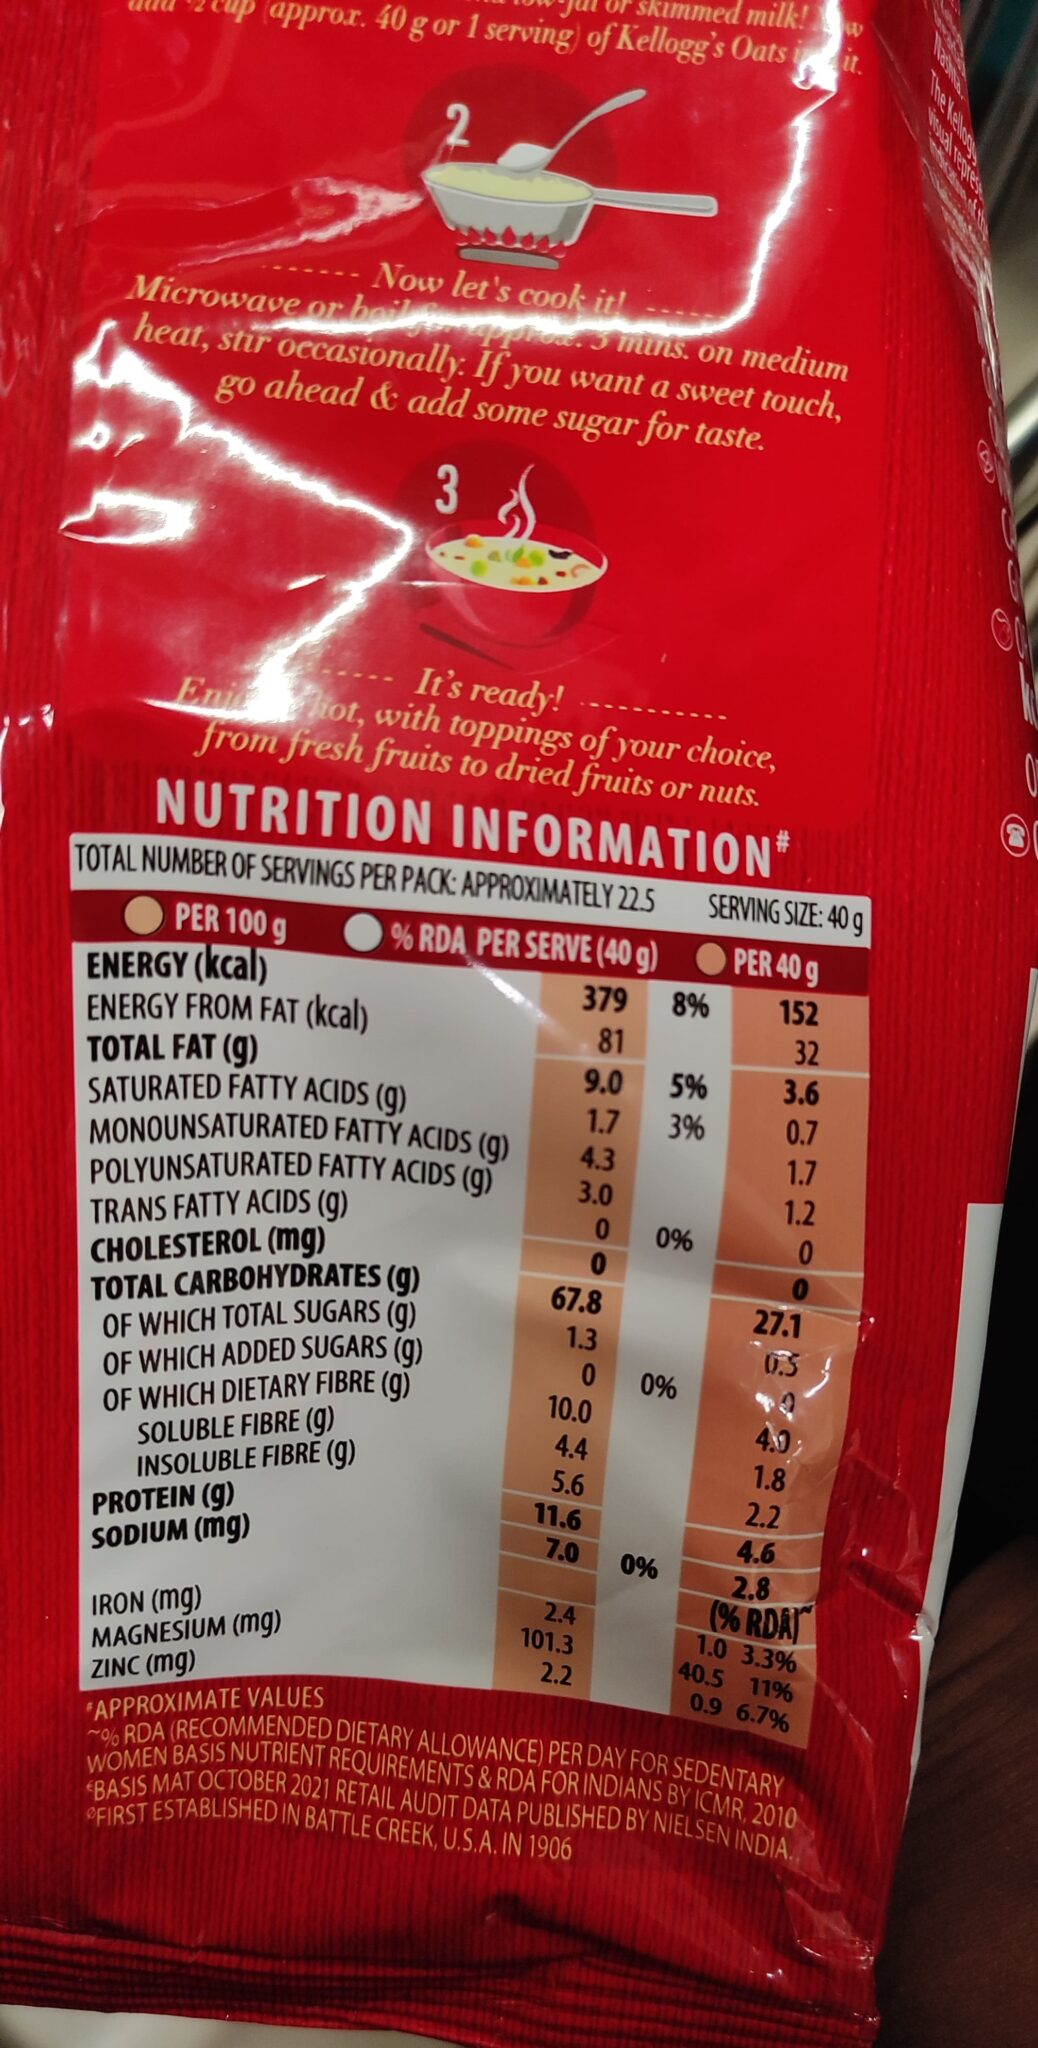 cup (approx. 40 g or 1 serving) of Kellogg's Oats it.
or skimmed milk!
2
Now let's cook it!
Microwave or boil mins. on medium
heat, stir occasionally. If you want a sweet touch,
go ahead & add some sugar for taste.
3
It's ready!
hot, with toppings of your choice,
from fresh fruits to dried fruits or nuts.
NUTRITION INFORMATION#
TOTAL NUMBER OF SERVINGS PER PACK: APPROXIMATELY 22.5 SERVING SIZE: 40 g
PER 100 g % RDA PER SERVE (40 g) PER 40 g
ENERGY (kcal) 379 8% 152
ENERGY FROM FAT (kcal) 81 32
TOTAL FAT (g) 9.0 5% 3.6
SATURATED FATTY ACIDS (g) 1.7 3% 0.7
MONOUNSATURATED FATTY ACIDS (g) 4.3 1.7
POLYUNSATURATED FATTY ACIDS (g) 3.0 1.2
TRANS FATTY ACIDS (g) 0 0% 0
CHOLESTEROL (mg) 0 0
TOTAL CARBOHYDRATES (g) 67.8 27.1
OF WHICH TOTAL SUGARS (g) 1.3 0.5
OF WHICH ADDED SUGARS (g) 0 0% 0
OF WHICH DIETARY FIBRE (g) 10.0 4.0
SOLUBLE FIBRE (g) 4.4 1.8
INSOLUBLE FIBRE (g) 5.6 2.2
PROTEIN (g) 11.6 4.6
SODIUM (mg) 7.0 0% 2.8
(% RDA)~
IRON (mg) 2.4 1.0 3.3%
MAGNESIUM (mg) 101.3 40.5 11%
ZINC (mg) 2.2 0.9 6.7%
#APPROXIMATE VALUES
~% RDA (RECOMMENDED DIETARY ALLOWANCE) PER DAY FOR SEDENTARY
WOMEN BASIS NUTRIENT REQUIREMENTS & RDA FOR INDIANS BY ICMR, 2010
€BASIS MAT OCTOBER 2021 RETAIL AUDIT DATA PUBLISHED BY NIELSEN INDIA.
FIRST ESTABLISHED IN BATTLE CREEK, U.S.A. IN 1906
The
visual